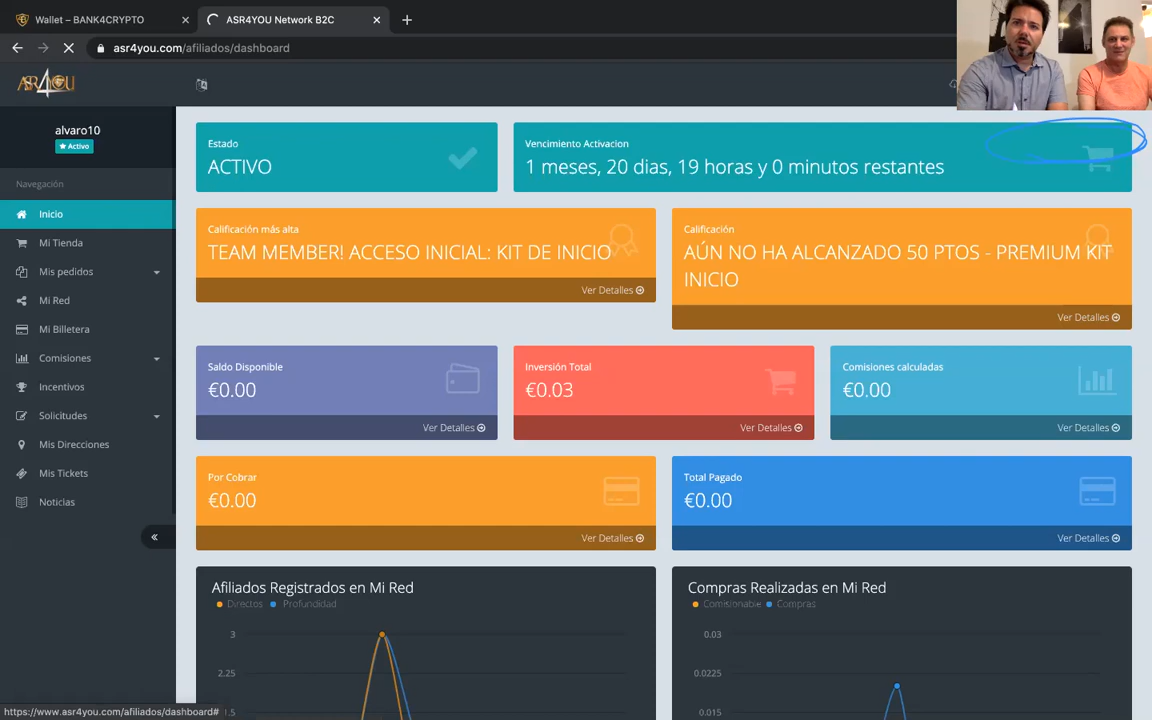 Wallet – BANK4CRYPTO
ASR4YOU Network B2C
asr4you.com/afiliados/dashboard
ASR4YOU
alvaro10
Activo
Navegación
Inicio
Mi Tienda
Mis pedidos
Mi Red
Mi Billetera
Comisiones
Incentivos
Solicitudes
Mis Direcciones
Mis Tickets
Noticias
Estado
ACTIVO
Vencimiento Activacion
1 meses, 20 dias, 19 horas y 0 minutos restantes
Calificación más alta
TEAM MEMBER! ACCESO INICIAL: KIT DE INICIO
Ver Detalles
Calificación
AÚN NO HA ALCANZADO 50 PTOS - PREMIUM KIT
INICIO
Ver Detalles
Saldo Disponible
€0.00
Ver Detalles
Inversión Total
€0.03
Ver Detalles
Comisiones calculadas
€0.00
Ver Detalles
Por Cobrar
€0.00
Ver Detalles
Total Pagado
€0.00
Ver Detalles
Afiliados Registrados en Mi Red
Directos Profundidad
3
2.25
1.5
Compras Realizadas en Mi Red
Comisionable Compras
0.03
0.0225
0.015
https://www.asr4you.com/afiliados/dashboard#